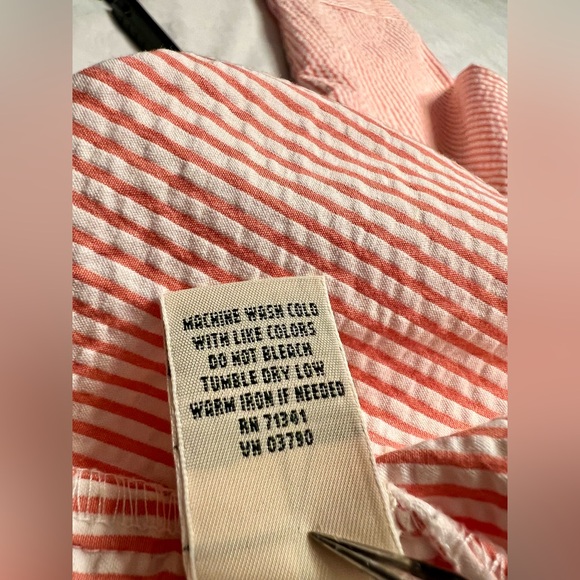 MACHINE WASH COLD
WITH LIKE COLORS
DO NOT BLEACH
TUMBLE DRY LOW
WARM IRON IF NEEDED
RN 71341
VN 03790